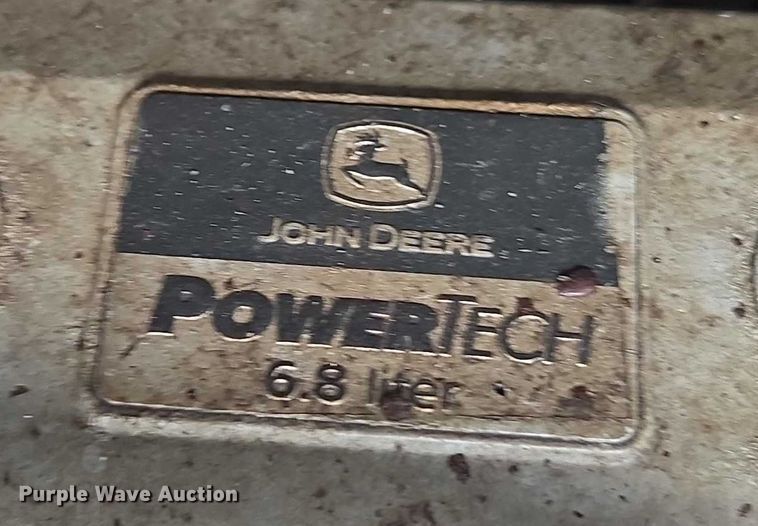 JOHN DEERE
POWERTECH
6.8 liter
Purple Wave Auction